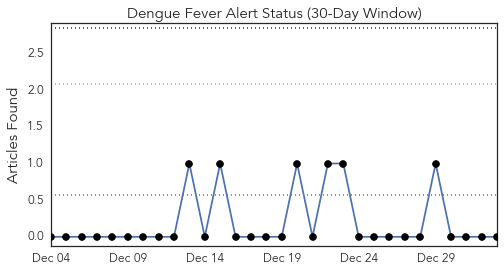 Dengue Fever Alert Status (30-Day Window)
Articles Found
2.5
2.0
1.5
1.0
0.5
0.0
Dec 04 Dec 09 Dec 14 Dec 19 Dec 24 Dec 29